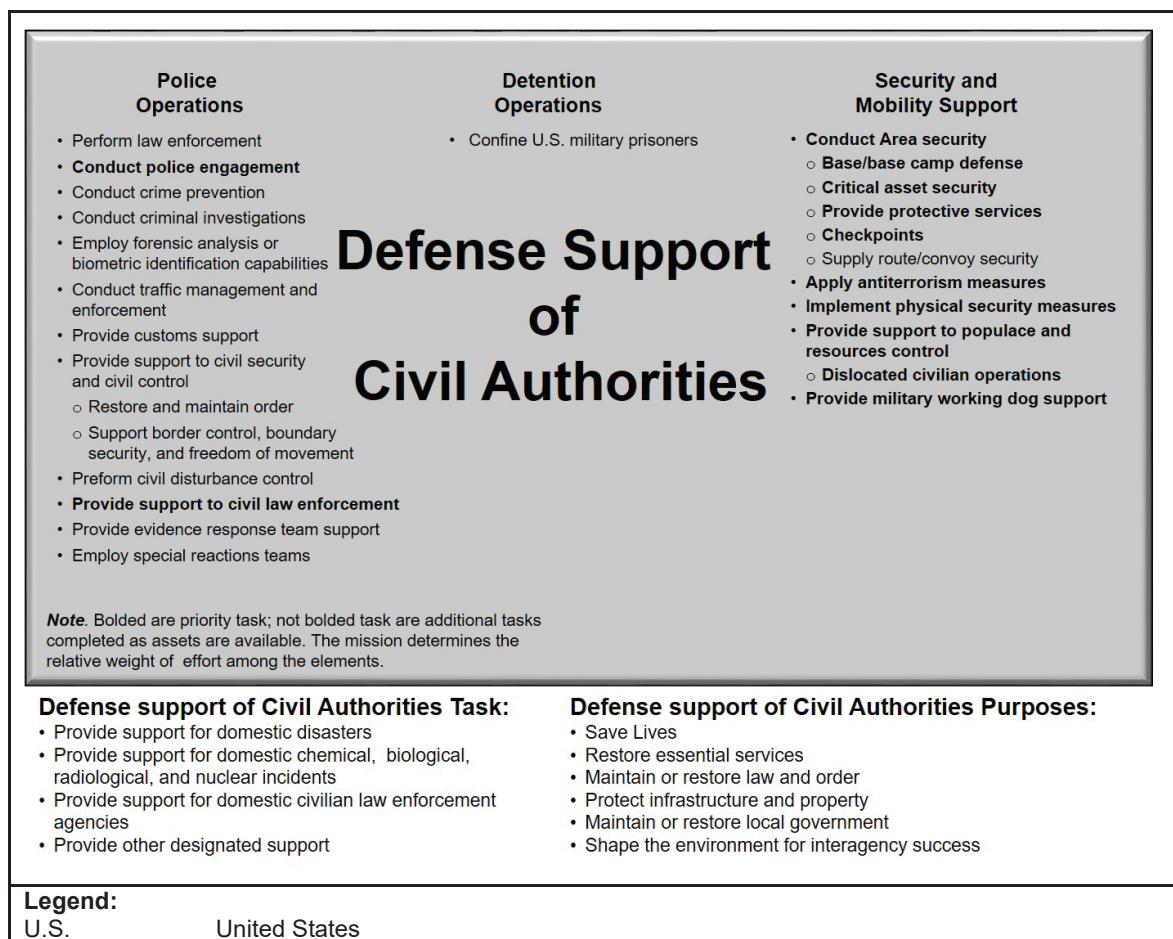 Police
Operations
• Perform law enforcement
• Conduct police engagement
• Conduct crime prevention
• Conduct criminal investigations
• Employ forensic analysis or
biometric identification capabilities
• Conduct traffic management and
enforcement
• Provide customs support
• Provide support to civil security
and civil control
o Restore and maintain order
o Support border control, boundary
security, and freedom of movement
• Preform civil disturbance control
• Provide support to civil law enforcement
• Provide evidence response team support
• Employ special reactions teams
Detention
Operations
• Confine U.S. military prisoners
Security and
Mobility Support
• Conduct Area security
o Base/base camp defense
o Critical asset security
o Provide protective services
o Checkpoints
o Supply route/convoy security
• Apply antiterrorism measures
• Implement physical security measures
• Provide support to populace and
resources control
o Dislocated civilian operations
• Provide military working dog support
Defense Support
of
Civil Authorities
Note. Bolded are priority task; not bolded task are additional tasks
completed as assets are available. The mission determines the
relative weight of effort among the elements.
Defense support of Civil Authorities Task:
• Provide support for domestic disasters
• Provide support for domestic chemical, biological,
radiological, and nuclear incidents
• Provide support for domestic civilian law enforcement
agencies
• Provide other designated support
Defense support of Civil Authorities Purposes:
• Save Lives
• Restore essential services
• Maintain or restore law and order
• Protect infrastructure and property
• Maintain or restore local government
• Shape the environment for interagency success
Legend:
U.S. United States